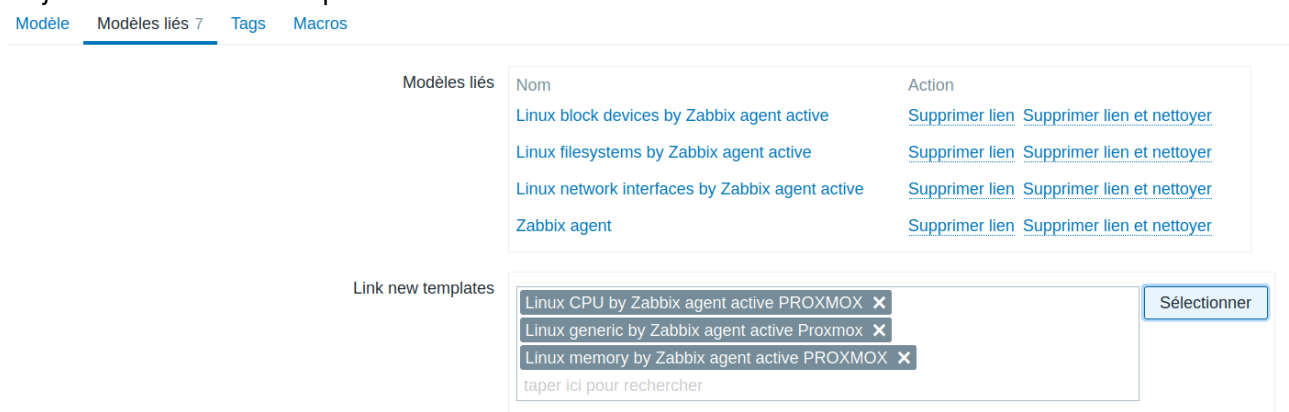 Modèle Modèles liés 7 Tags Macros
Modèles liés
Nom Action
Linux block devices by Zabbix agent active Supprimer lien Supprimer lien et nettoyer
Linux filesystems by Zabbix agent active Supprimer lien Supprimer lien et nettoyer
Linux network interfaces by Zabbix agent active Supprimer lien Supprimer lien et nettoyer
Zabbix agent Supprimer lien Supprimer lien et nettoyer
Link new templates
Linux CPU by Zabbix agent active PROXMOX ✕
Sélectionner
Linux generic by Zabbix agent active Proxmox ✕
Linux memory by Zabbix agent active PROXMOX ✕
taper ici pour rechercher